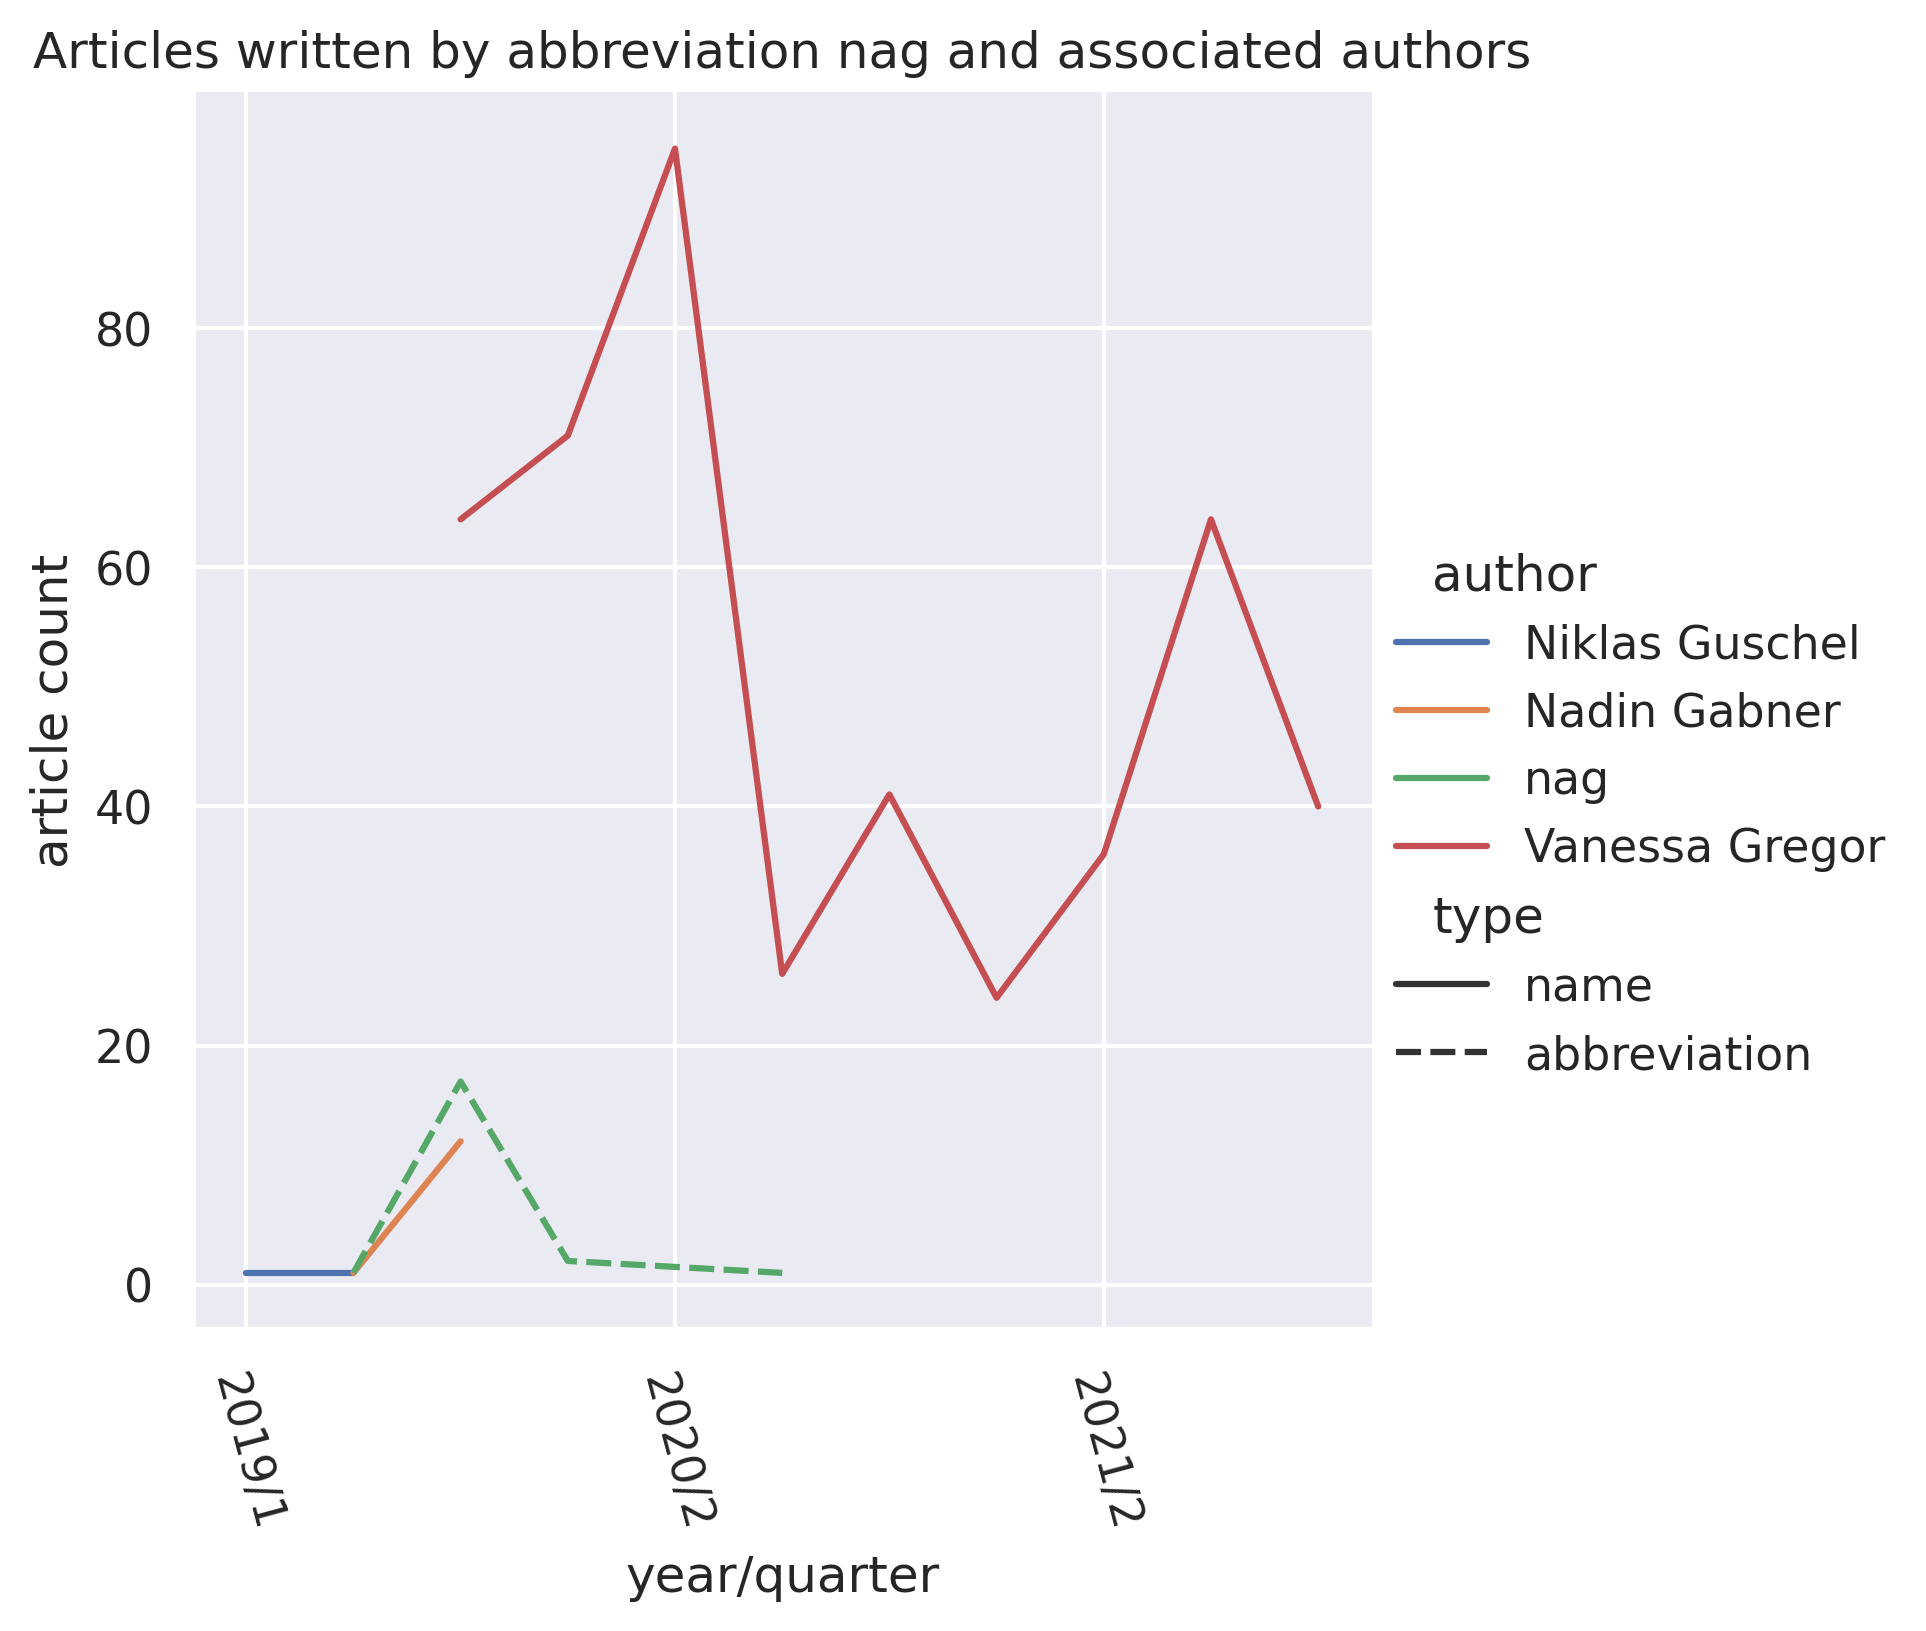 Articles written by abbreviation nag and associated authors
article count
80
60
40
20
0
2019/1
2020/2
2021/2
year/quarter
author
Niklas Guschel
Nadin Gabner
nag
Vanessa Gregor
type
name
abbreviation